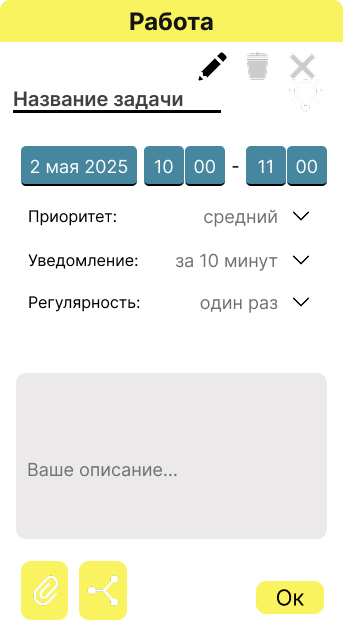 Работа
Название задачи
2 мая 2025 10 00 - 11 00
Приоритет: средний
Уведомление: за 10 минут
Регулярность: один раз
Ваше описание...
Ок